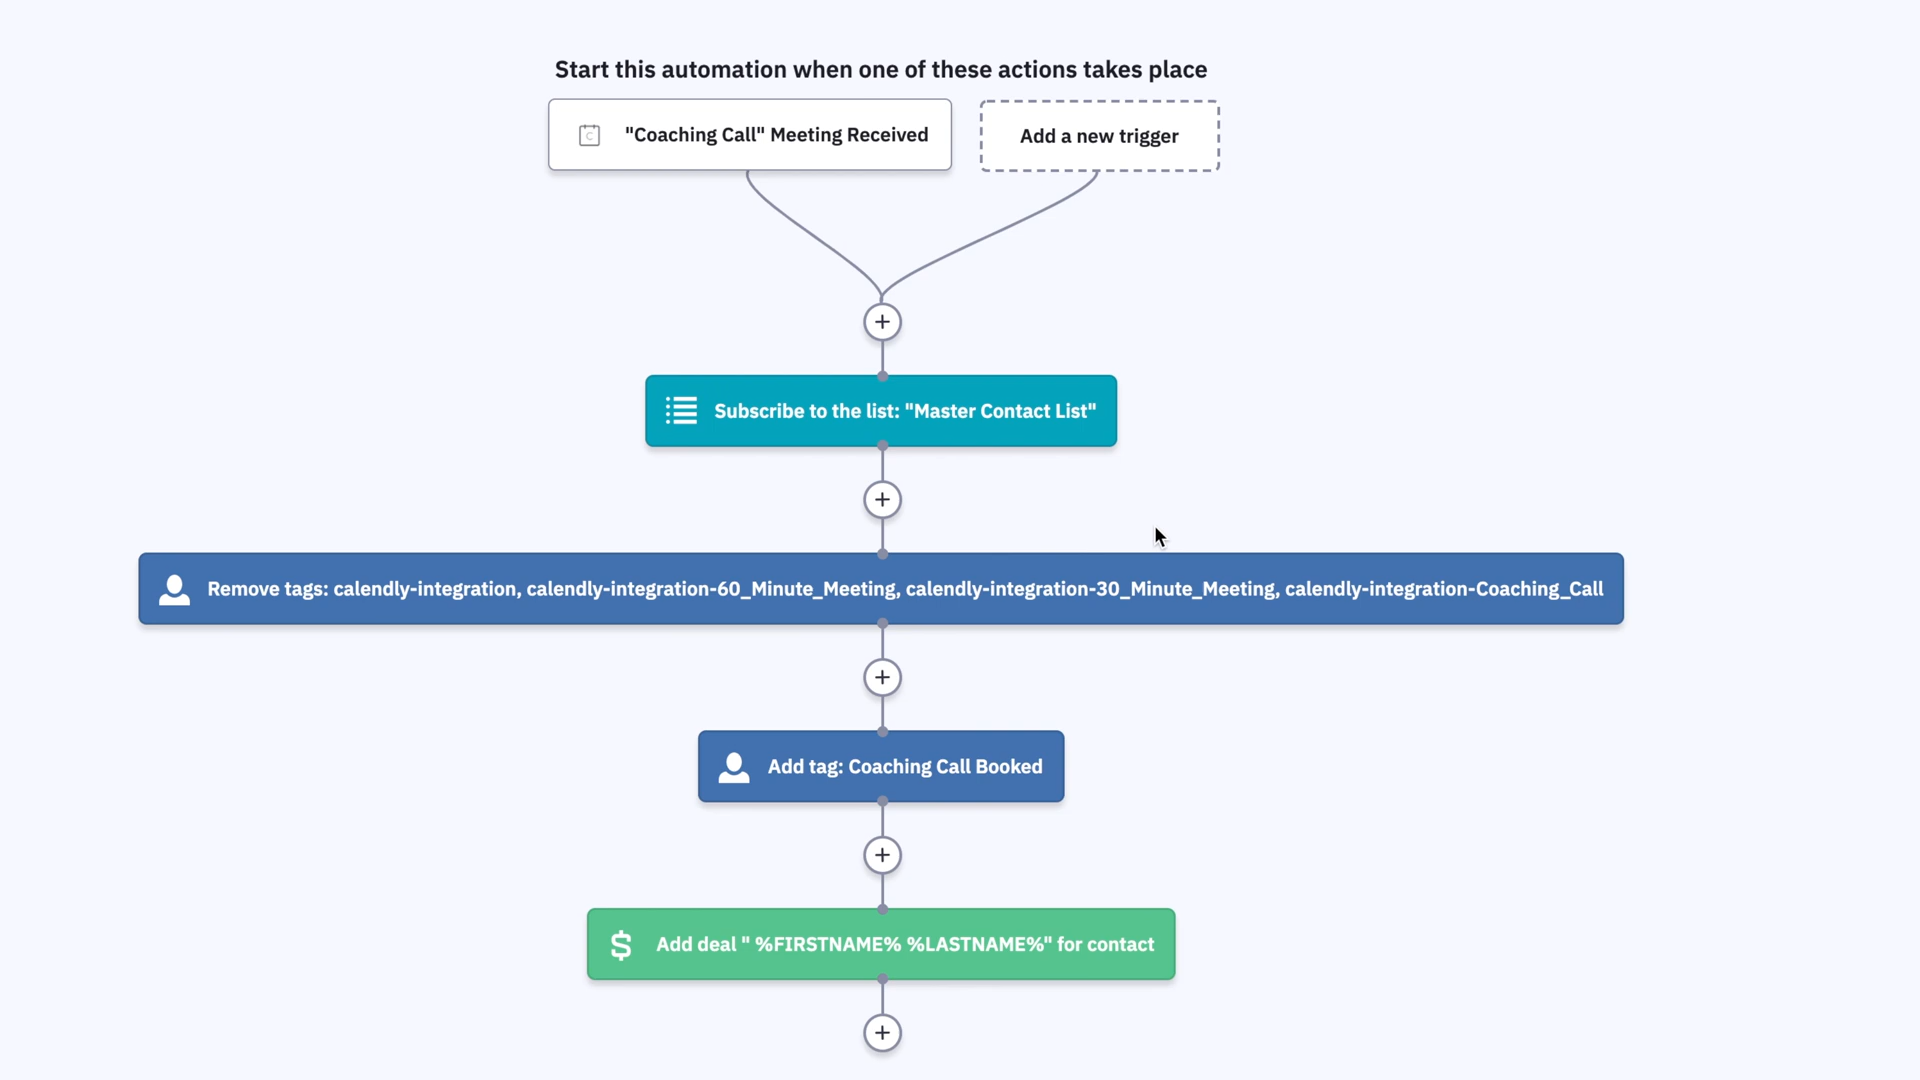 Start this automation when one of these actions takes place
"Coaching Call" Meeting Received
Add a new trigger
Subscribe to the list: "Master Contact List"
Remove tags: calendly-integration, calendly-integration-60_Minute_Meeting, calendly-integration-30_Minute_Meeting, calendly-integration-Coaching_Call
Add tag: Coaching Call Booked
Add deal " %FIRSTNAME% %LASTNAME%" for contact